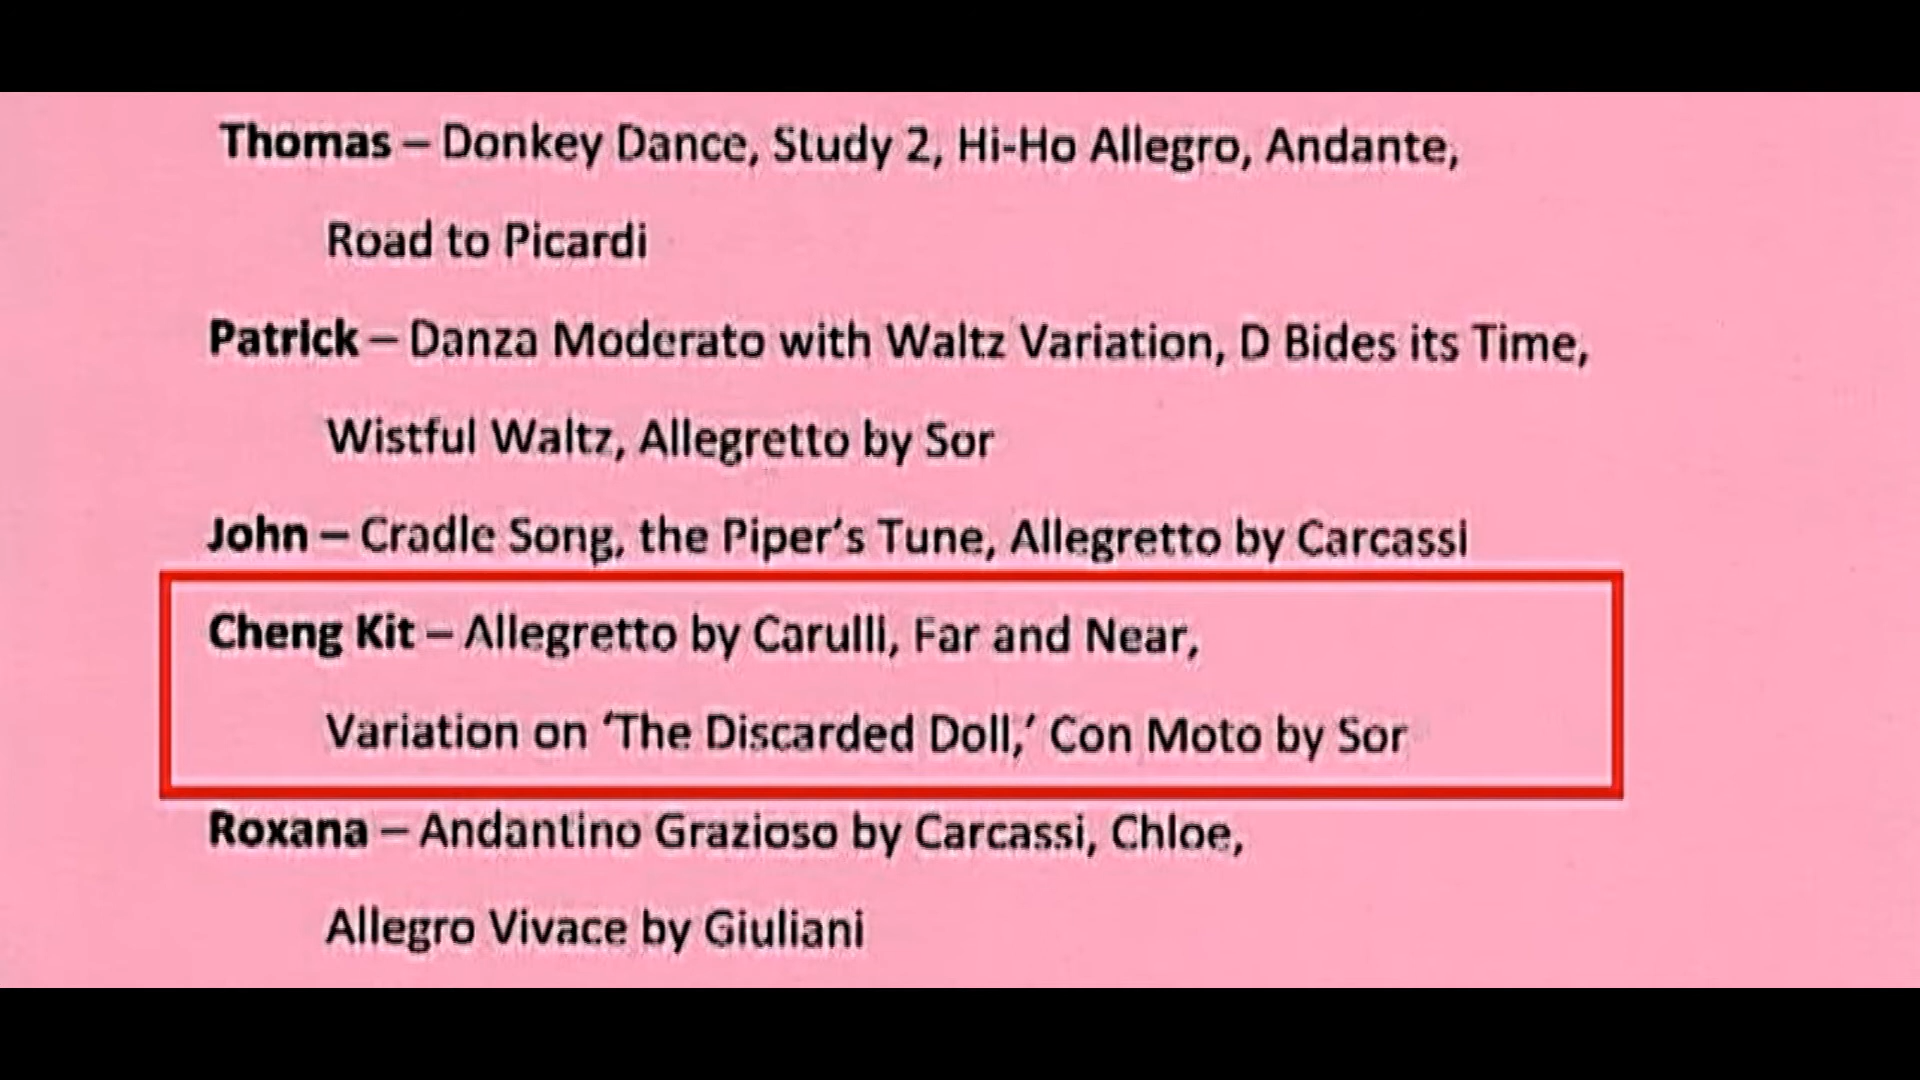 Thomas – Donkey Dance, Study 2, Hi-Ho Allegro, Andante,
Road to Picardi
Patrick – Danza Moderato with Waltz Variation, D Bides its Time,
Wistful Waltz, Allegretto by Sor
John – Cradle Song, the Piper's Tune, Allegretto by Carcassi
Cheng Kit – Allegretto by Carulli, Far and Near,
Variation on ‘The Discarded Doll,’ Con Moto by Sor
Roxana – Andantino Grazioso by Carcassi, Chloe,
Allegro Vivace by Giuliani